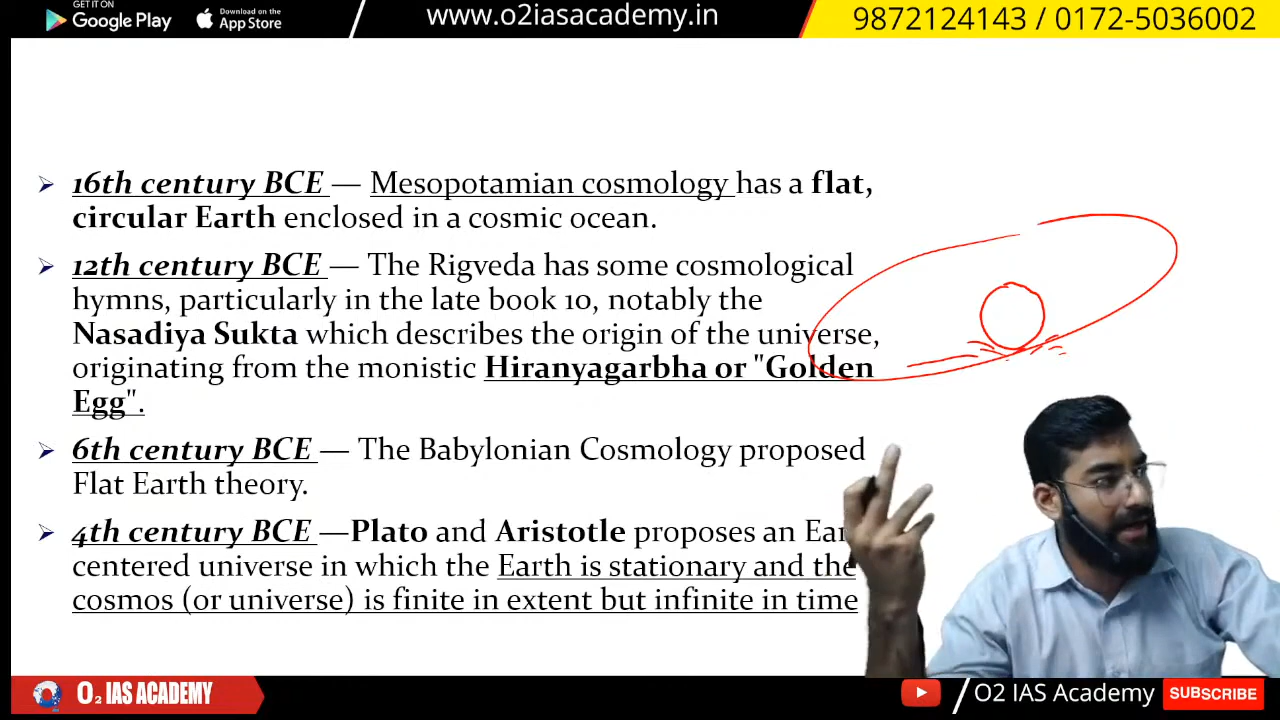 GET IT ON
Google Play
Download on the
App Store
www.o2iasacademy.in
9872124143 / 0172-5036002
➢ 16th century BCE — Mesopotamian cosmology has a flat,
circular Earth enclosed in a cosmic ocean.
➢ 12th century BCE — The Rigveda has some cosmological
hymns, particularly in the late book 10, notably the
Nasadiya Sukta which describes the origin of the universe,
originating from the monistic Hiranyagarbha or "Golden
Egg".
➢ 6th century BCE — The Babylonian Cosmology proposed
Flat Earth theory.
➢ 4th century BCE —Plato and Aristotle proposes an
centered universe in which the Earth is stationary and the
cosmos (or universe) is finite in extent but infinite in time
O2 IAS ACADEMY
O2 IAS Academy
SUBSCRIBE